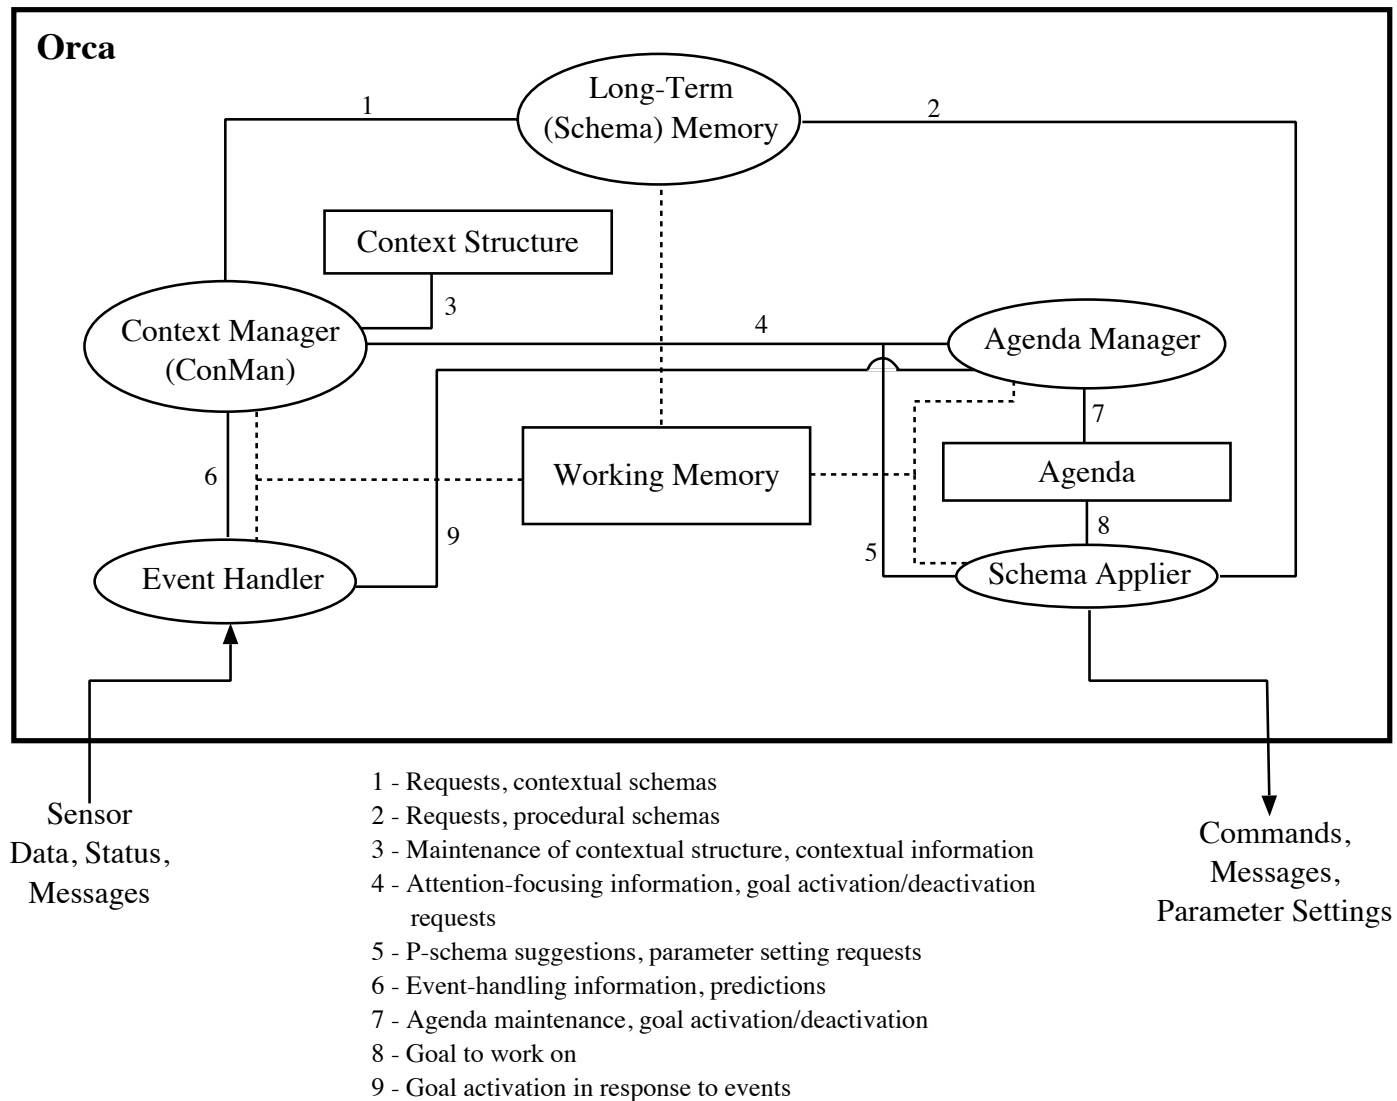 Orca
Long-Term
(Schema) Memory
1
2
Context Structure
3
Context Manager
(ConMan)
4
Agenda Manager
7
6
Working Memory
Agenda
9
5
8
Event Handler
Schema Applier
Sensor
Data, Status,
Messages
Commands,
Messages,
Parameter Settings
1 - Requests, contextual schemas
2 - Requests, procedural schemas
3 - Maintenance of contextual structure, contextual information
4 - Attention-focusing information, goal activation/deactivation
requests
5 - P-schema suggestions, parameter setting requests
6 - Event-handling information, predictions
7 - Agenda maintenance, goal activation/deactivation
8 - Goal to work on
9 - Goal activation in response to events